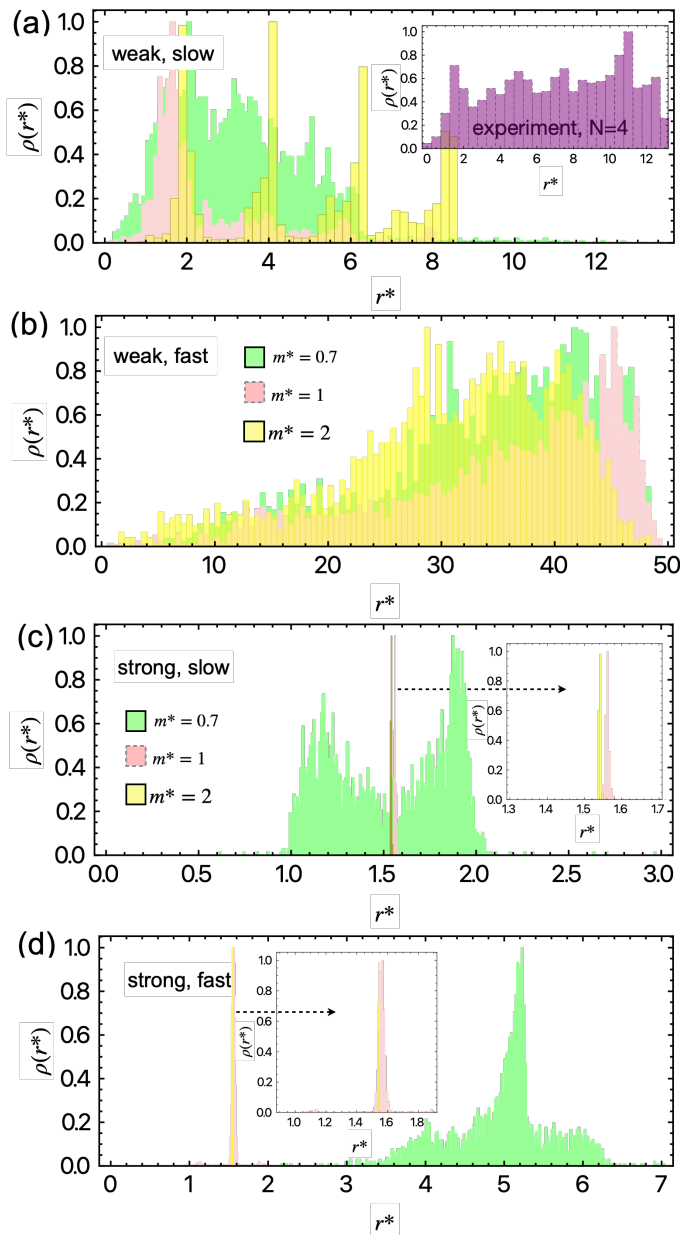 (a)
weak, slow
ρ(r*)
1.0
0.8
0.6
0.4
0.2
0.0
0 2 4 6 8 10 12
r*
ρ(r*)
1.0
0.8
0.6
0.4
0.2
0.0
experiment, N=4
0 2 4 6 8 10 12
r*
(b)
weak, fast
m* = 0.7
m* = 1
m* = 2
ρ(r*)
1.0
0.8
0.6
0.4
0.2
0.0
0 10 20 30 40 50
r*
(c)
strong, slow
m* = 0.7
m* = 1
m* = 2
ρ(r*)
1.0
0.8
0.6
0.4
0.2
0.0
0.0 0.5 1.0 1.5 2.0 2.5 3.0
r*
ρ(r*)
1.0
0.8
0.6
0.4
0.2
0.0
1.3 1.4 1.5 1.6 1.7
r*
(d)
strong, fast
ρ(r*)
1.0
0.8
0.6
0.4
0.2
0.0
0 1 2 3 4 5 6 7
r*
ρ(r*)
1.0
0.8
0.6
0.4
0.2
0.0
1.0 1.2 1.4 1.6 1.8
r*